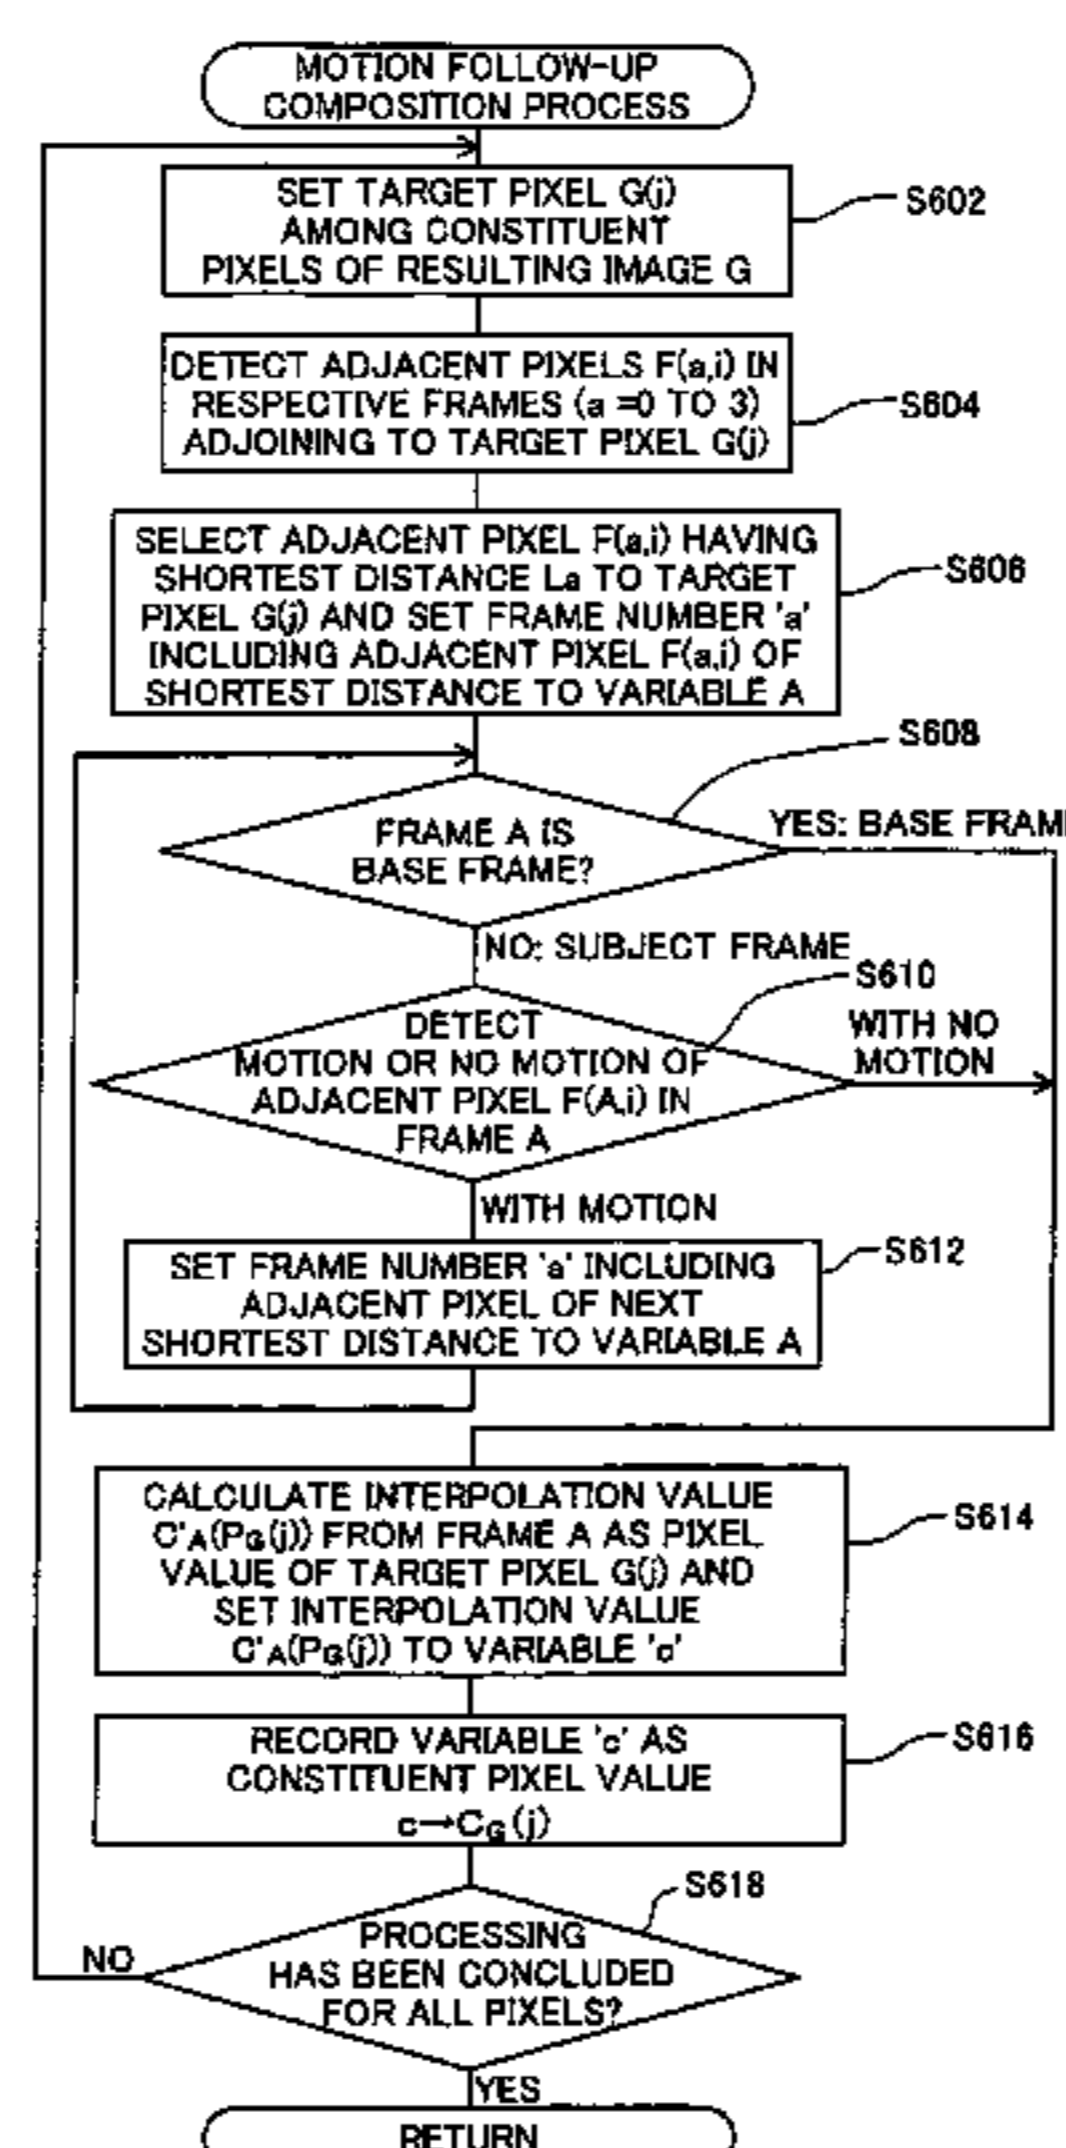 MOTION FOLLOW-UP
COMPOSITION PROCESS
SET TARGET PIXEL G(j)
AMONG CONSTITUENT
PIXELS OF RESULTING IMAGE G
S602
DETECT ADJACENT PIXELS F(a,i) IN
RESPECTIVE FRAMES (a =0 TO 3)
ADJOINING TO TARGET PIXEL G(j)
S604
SELECT ADJACENT PIXEL F(a,i) HAVING
SHORTEST DISTANCE La TO TARGET
PIXEL G(j) AND SET FRAME NUMBER 'a'
INCLUDING ADJACENT PIXEL F(a,i) OF
SHORTEST DISTANCE TO VARIABLE A
S606
S608
FRAME A IS
BASE FRAME?
YES: BASE FRAME
NO: SUBJECT FRAME
S610
DETECT
MOTION OR NO MOTION OF
ADJACENT PIXEL F(A,i) IN
FRAME A
WITH NO
MOTION
WITH MOTION
SET FRAME NUMBER 'a' INCLUDING
ADJACENT PIXEL OF NEXT
SHORTEST DISTANCE TO VARIABLE A
S612
CALCULATE INTERPOLATION VALUE
C'A(PG(j)) FROM FRAME A AS PIXEL
VALUE OF TARGET PIXEL G(j) AND
SET INTERPOLATION VALUE
C'A(PG(j)) TO VARIABLE 'c'
S614
RECORD VARIABLE 'c' AS
CONSTITUENT PIXEL VALUE
c→CG(j)
S616
S618
PROCESSING
HAS BEEN CONCLUDED
FOR ALL PIXELS?
NO
YES
RETURN